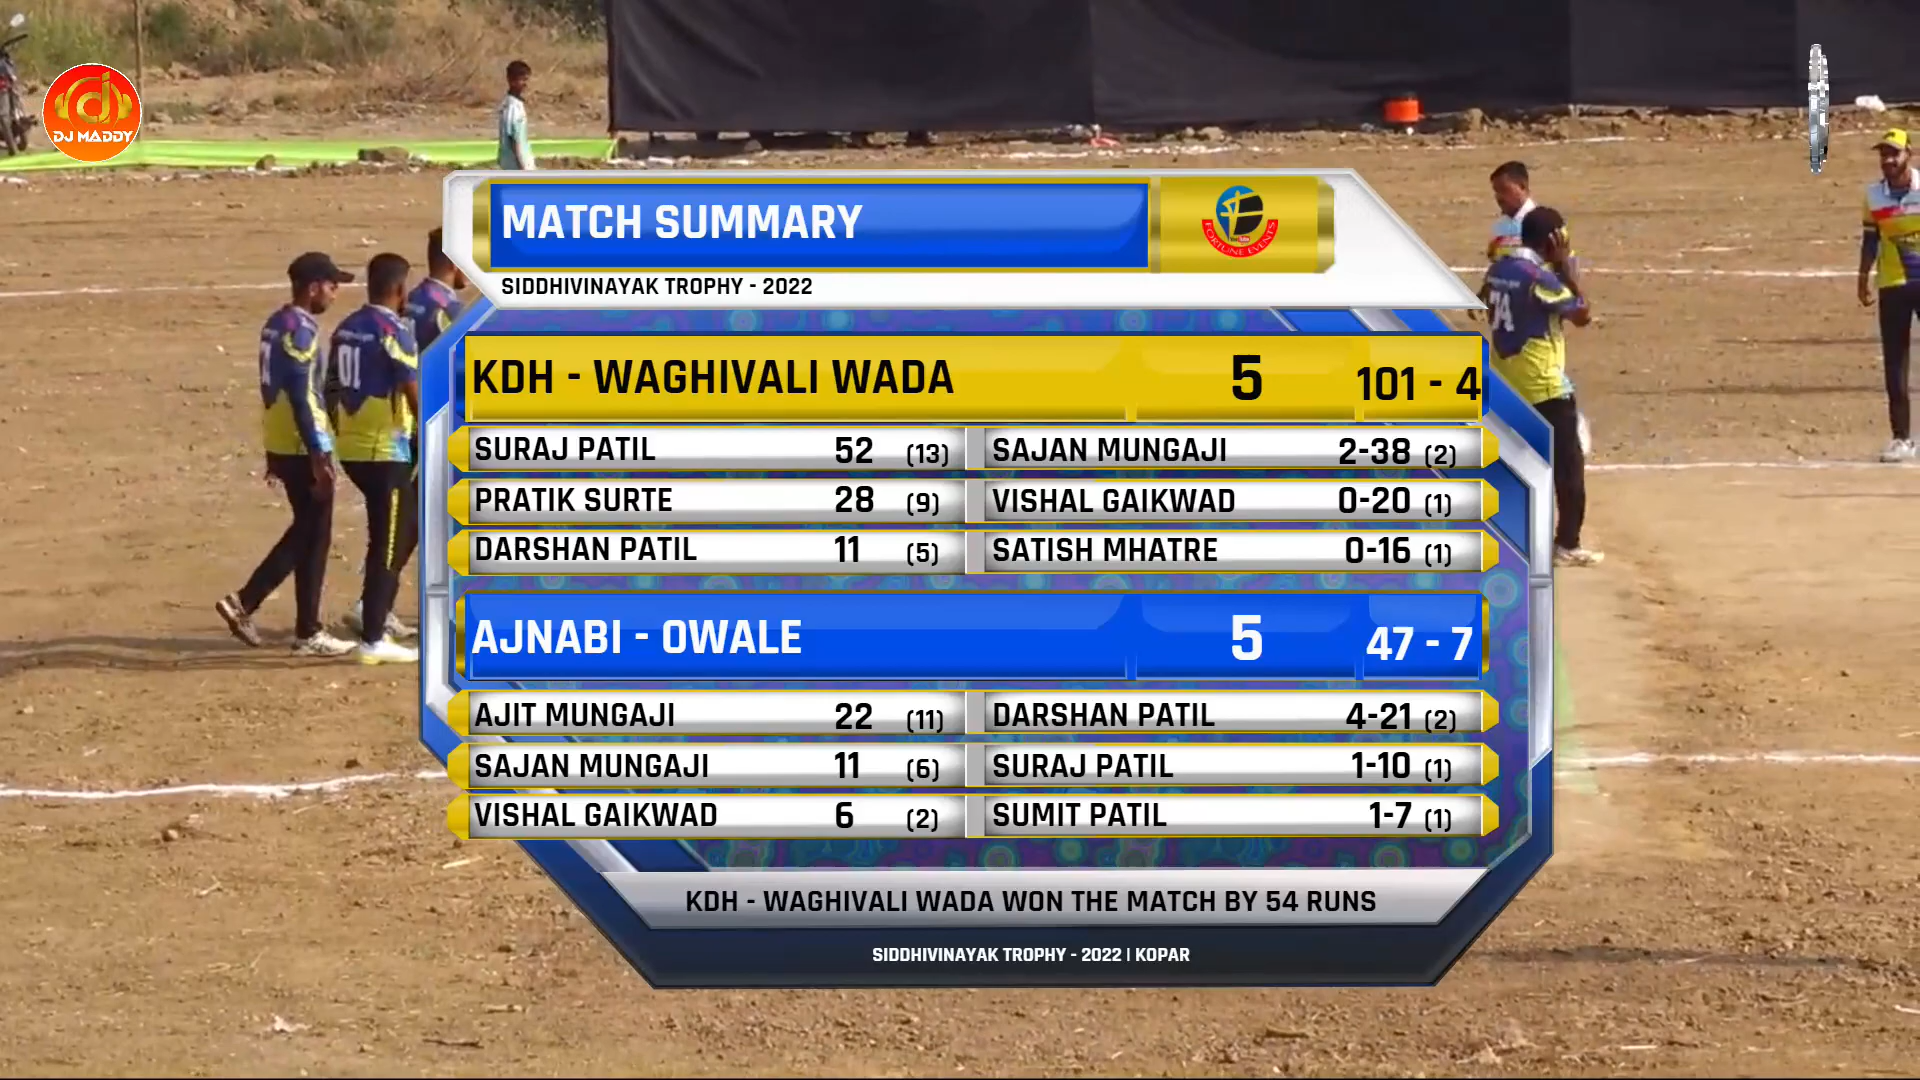 DJ MADDY
MATCH SUMMARY
FORTUNE EVENTS
SIDDHIVINAYAK TROPHY - 2022
KDH - WAGHIVALI WADA 5 101 - 4
SURAJ PATIL 52 (13) SAJAN MUNGAJI 2-38 (2)
PRATIK SURTE 28 (9) VISHAL GAIKWAD 0-20 (1)
DARSHAN PATIL 11 (5) SATISH MHATRE 0-16 (1)
AJNABI - OWALE 5 47 - 7
AJIT MUNGAJI 22 (11) DARSHAN PATIL 4-21 (2)
SAJAN MUNGAJI 11 (6) SURAJ PATIL 1-10 (1)
VISHAL GAIKWAD 6 (2) SUMIT PATIL 1-7 (1)
KDH - WAGHIVALI WADA WON THE MATCH BY 54 RUNS
SIDDHIVINAYAK TROPHY - 2022 | KOPAR
01
74